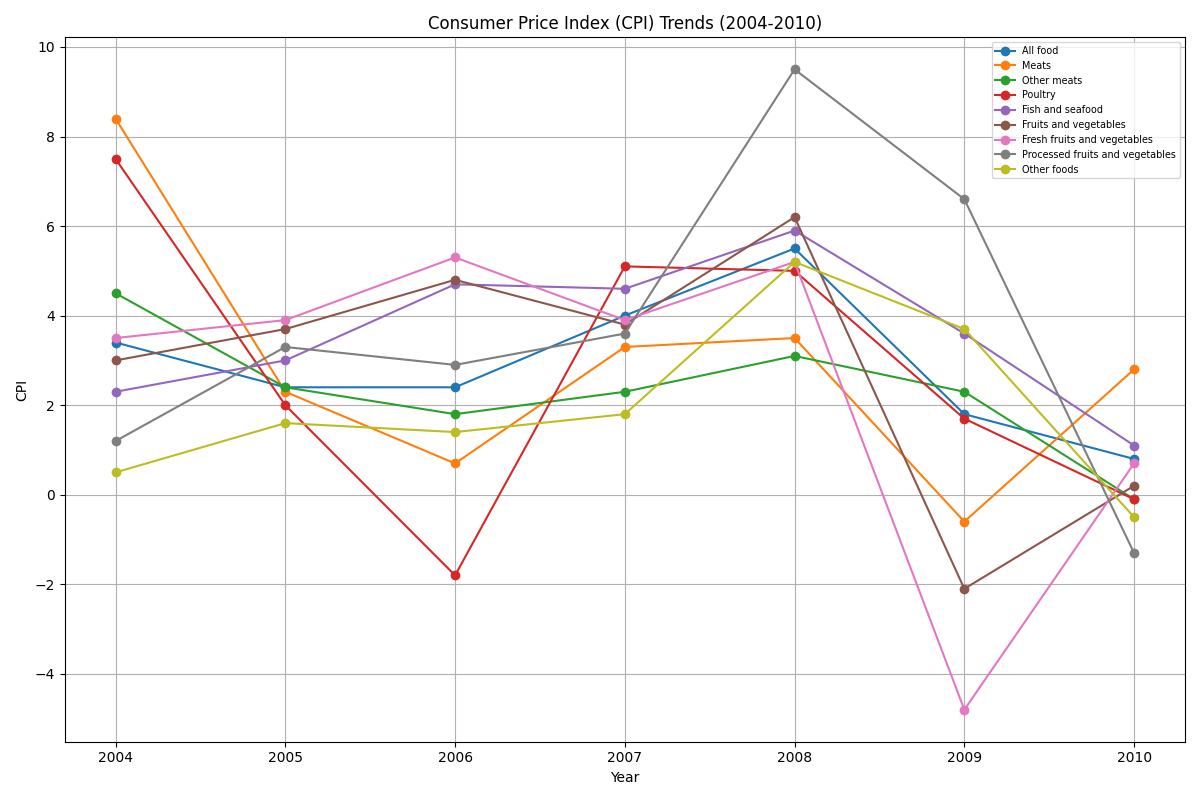 Consumer Price Index (CPI) Trends (2004-2010)
All food
Meats
Other meats
Poultry
Fish and seafood
Fruits and vegetables
Fresh fruits and vegetables
Processed fruits and vegetables
Other foods
10
8
6
4
2
0
−2
−4
CPI
2004 2005 2006 2007 2008 2009 2010
Year